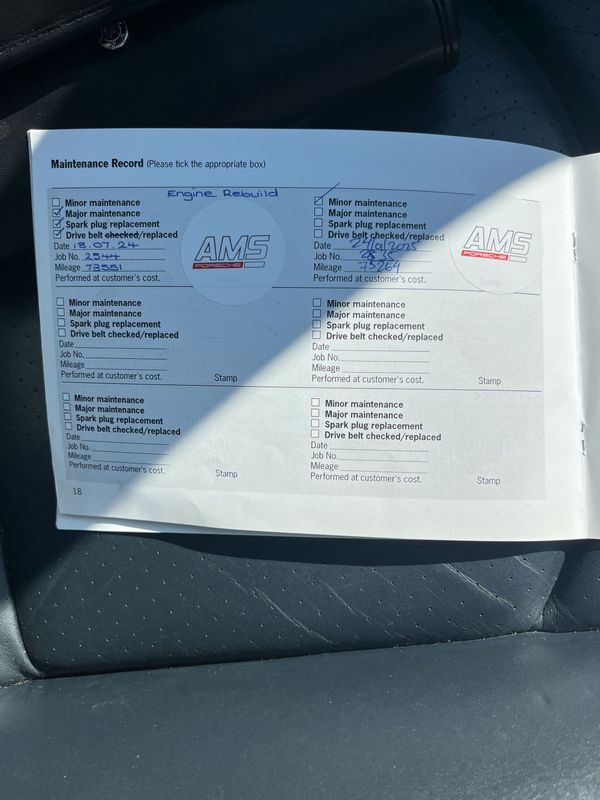 Maintenance Record (Please tick the appropriate box)
Engine Rebuild
Minor maintenance
Major maintenance
Spark plug replacement
Drive belt checked/replaced
Date 18.07.24
Job No. 2544
Mileage 73551
Performed at customer's cost.
AMS
PORSCHE
Minor maintenance
Major maintenance
Spark plug replacement
Drive belt checked/replaced
Date 24/01/2025
Job No. 2835
Mileage 75264
Performed at customer's cost.
AMS
PORSCHE
Minor maintenance
Major maintenance
Spark plug replacement
Drive belt checked/replaced
Date
Job No.
Mileage
Performed at customer's cost.
Stamp
Minor maintenance
Major maintenance
Spark plug replacement
Drive belt checked/replaced
Date
Job No.
Mileage
Performed at customer's cost.
Stamp
Minor maintenance
Major maintenance
Spark plug replacement
Drive belt checked/replaced
Date
Job No.
Mileage
Performed at customer's cost.
Stamp
Minor maintenance
Major maintenance
Spark plug replacement
Drive belt checked/replaced
Date
Job No.
Mileage
Performed at customer's cost.
Stamp
18